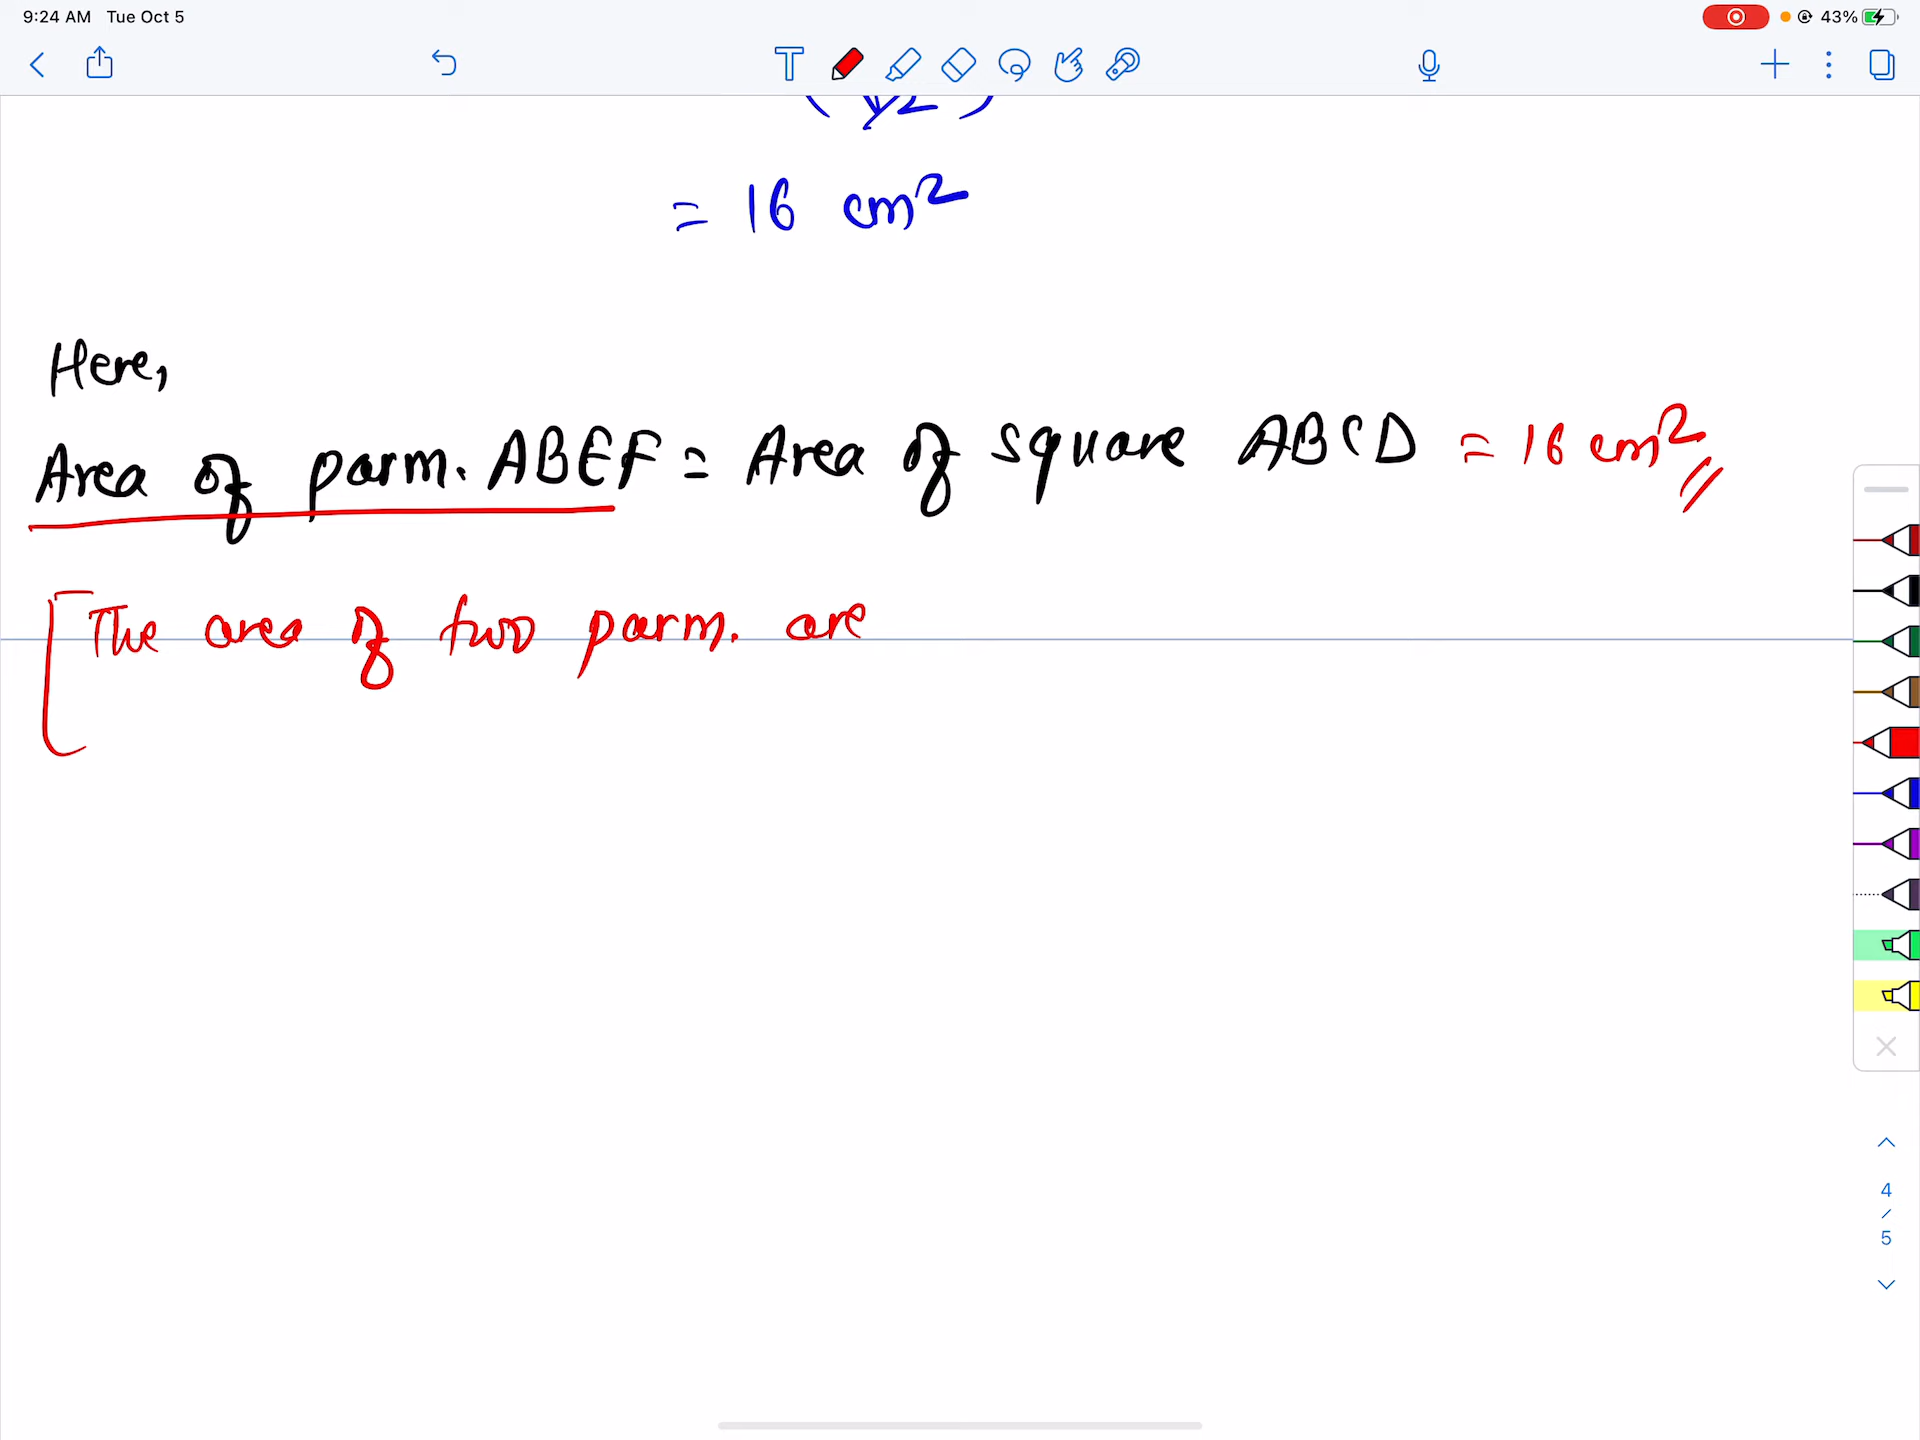 9:24 AM Tue Oct 5
43%
T
= 16 cm²
Here,
Area of parm. ABEF = Area of square ABCD = 16 cm²
[The area of two parm. are
4
/
5